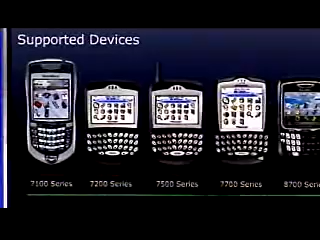 Supported Devices
7100 Series
7200 Series
7500 Series
7700 Series
8700 Series